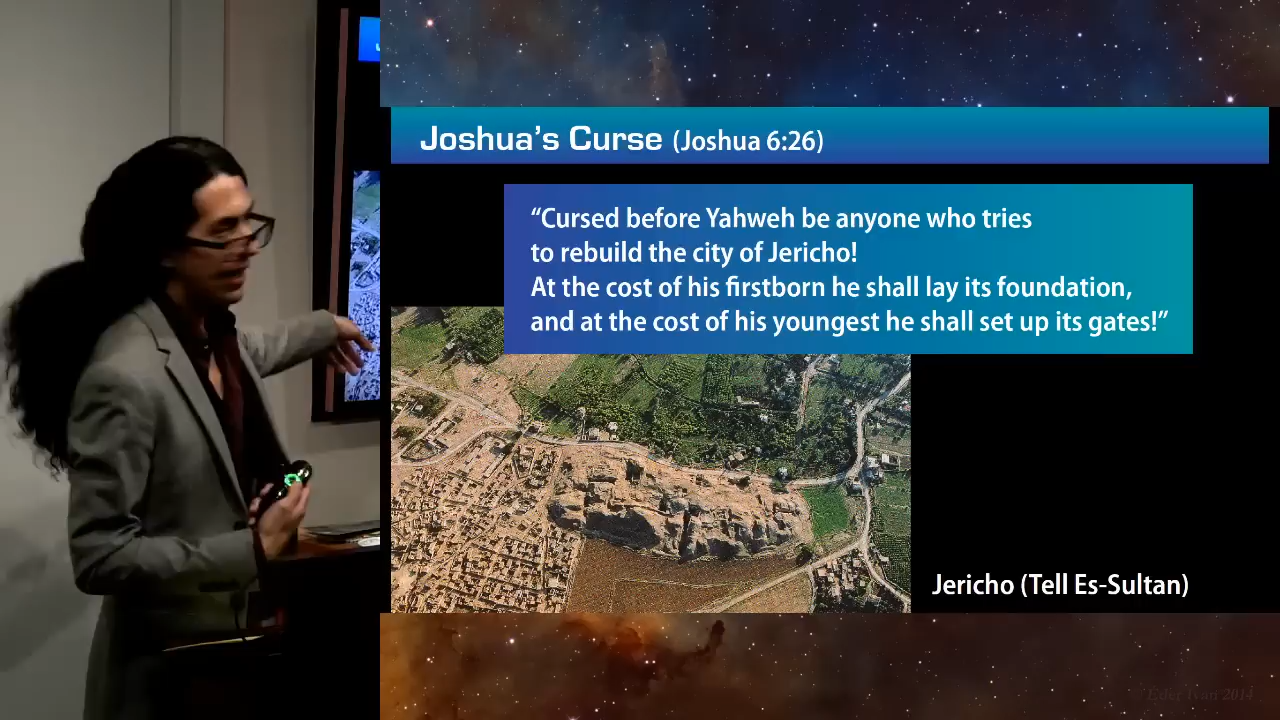 Joshua's Curse (Joshua 6:26)
“Cursed before Yahweh be anyone who tries
to rebuild the city of Jericho!
At the cost of his firstborn he shall lay its foundation,
and at the cost of his youngest he shall set up its gates!”
Jericho (Tell Es-Sultan)